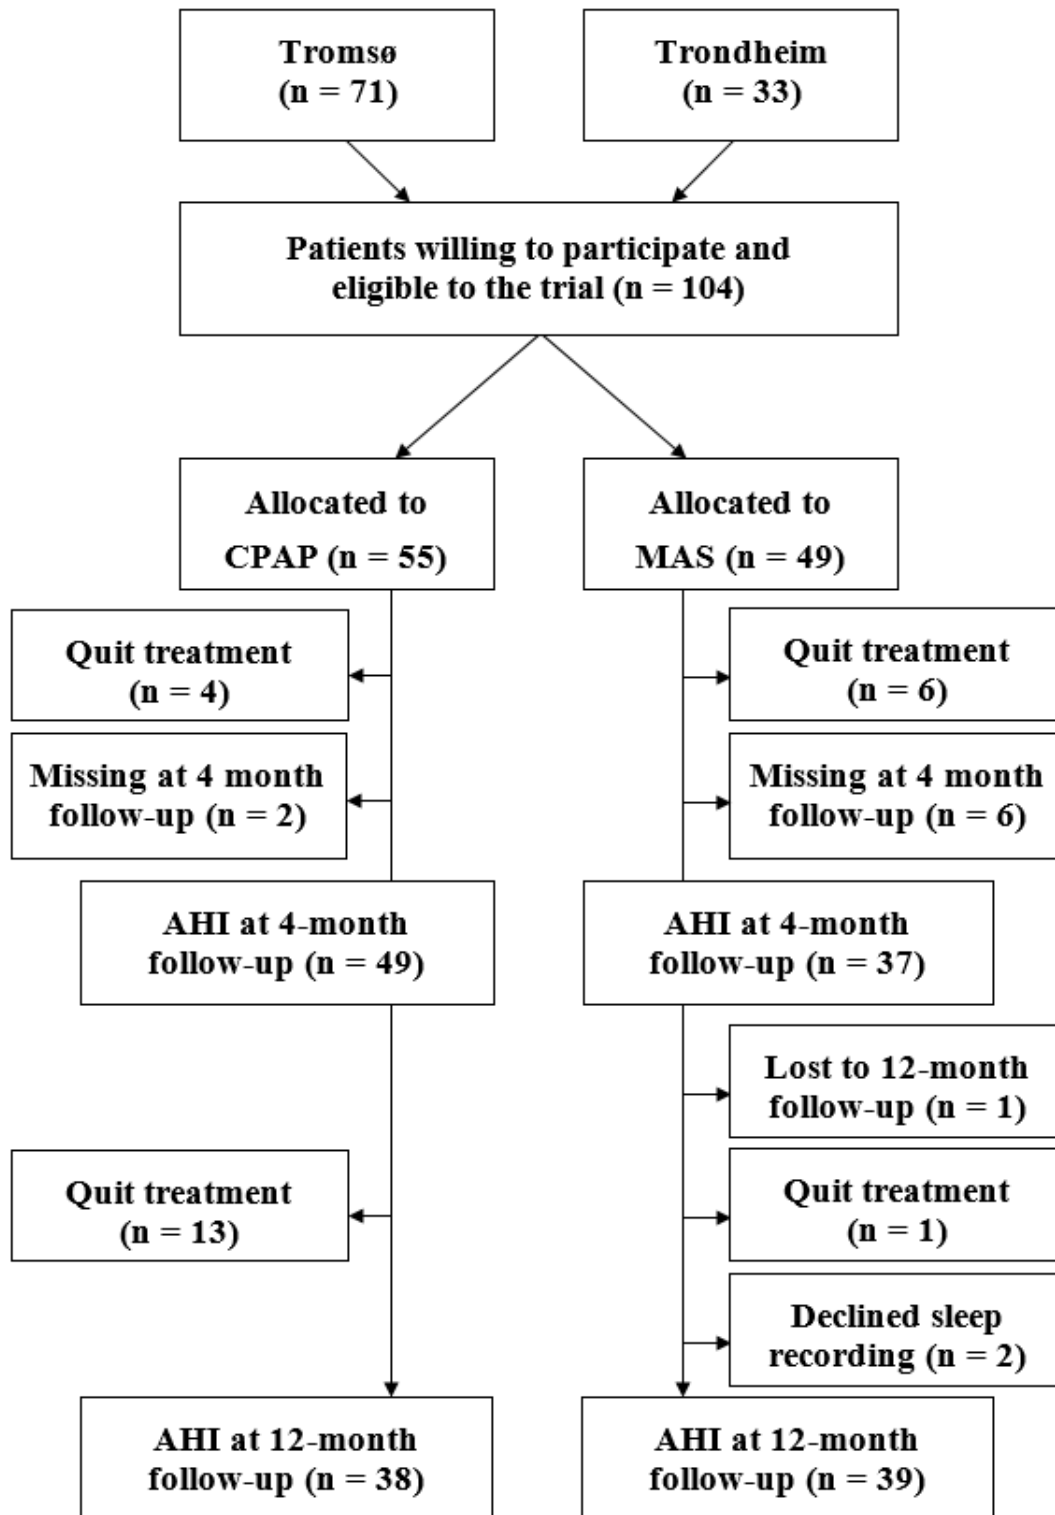 Tromsø
(n = 71)
Trondheim
(n = 33)
Patients willing to participate and
eligible to the trial (n = 104)
Allocated to
CPAP (n = 55)
Allocated to
MAS (n = 49)
Quit treatment
(n = 4)
Quit treatment
(n = 6)
Missing at 4 month
follow-up (n = 2)
Missing at 4 month
follow-up (n = 6)
AHI at 4-month
follow-up (n = 49)
AHI at 4-month
follow-up (n = 37)
Lost to 12-month
follow-up (n = 1)
Quit treatment
(n = 13)
Quit treatment
(n = 1)
Declined sleep
recording (n = 2)
AHI at 12-month
follow-up (n = 38)
AHI at 12-month
follow-up (n = 39)